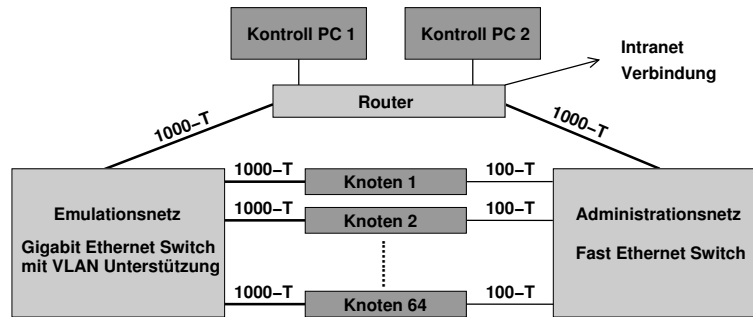 Kontroll PC 1
Kontroll PC 2
Intranet
Verbindung
Router
1000−T
1000−T
1000−T
Knoten 1
100−T
Emulationsnetz
Gigabit Ethernet Switch
mit VLAN Unterstützung
1000−T
Knoten 2
100−T
Administrationsnetz
Fast Ethernet Switch
1000−T
Knoten 64
100−T